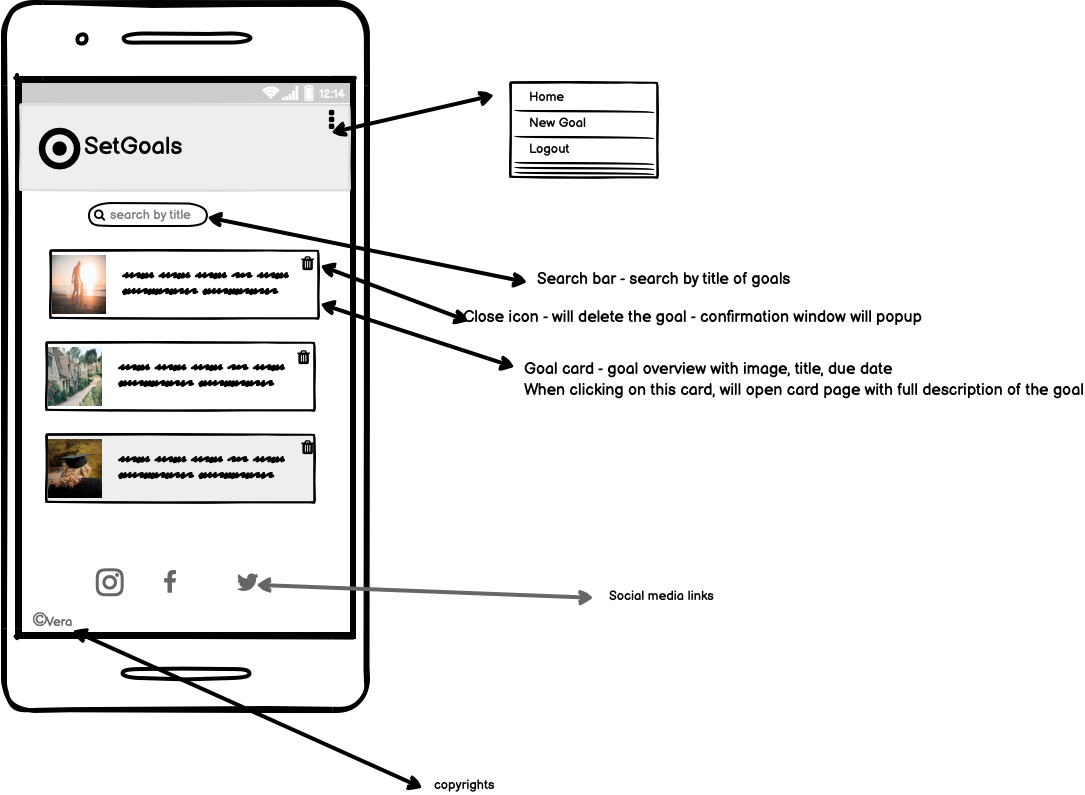 12:14
SetGoals
Home
New Goal
Logout
search by title
Search bar - search by title of goals
Close icon - will delete the goal - confirmation window will popup
Goal card - goal overview with image, title, due date
When clicking on this card, will open card page with full description of the goal
Social media links
©Vera
copyrights